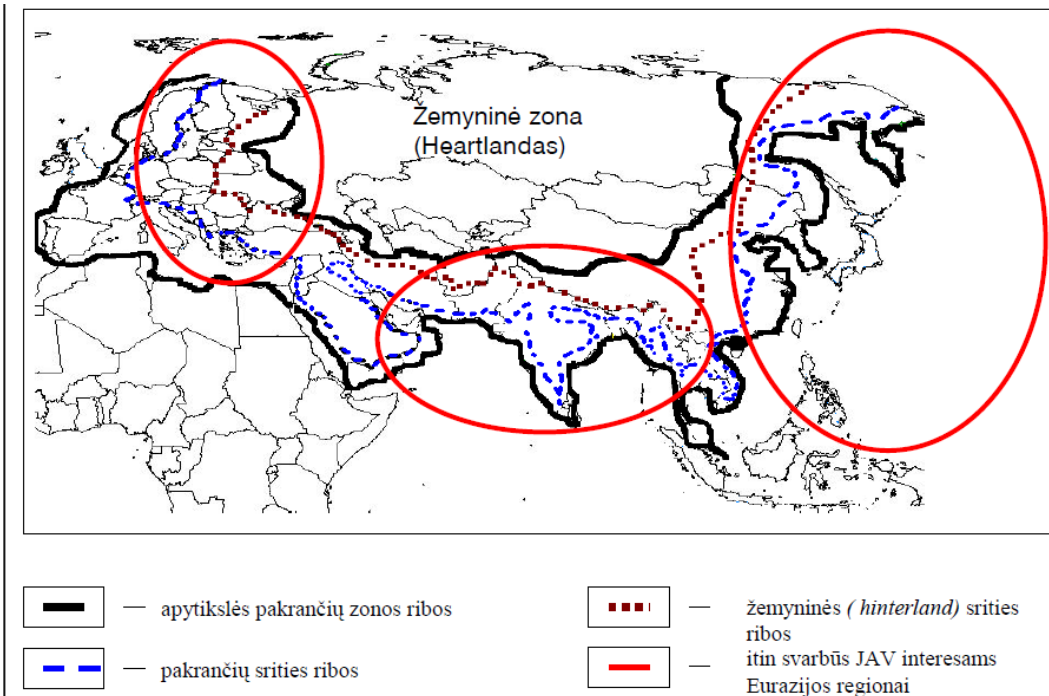 Žemyninė zona
(Heartlandas)
— apytikslės pakrančių zonos ribos
— pakrančių srities ribos
— žemyninės ( hinterland) srities
ribos
— itin svarbūs JAV interesams
Eurazijos regionai